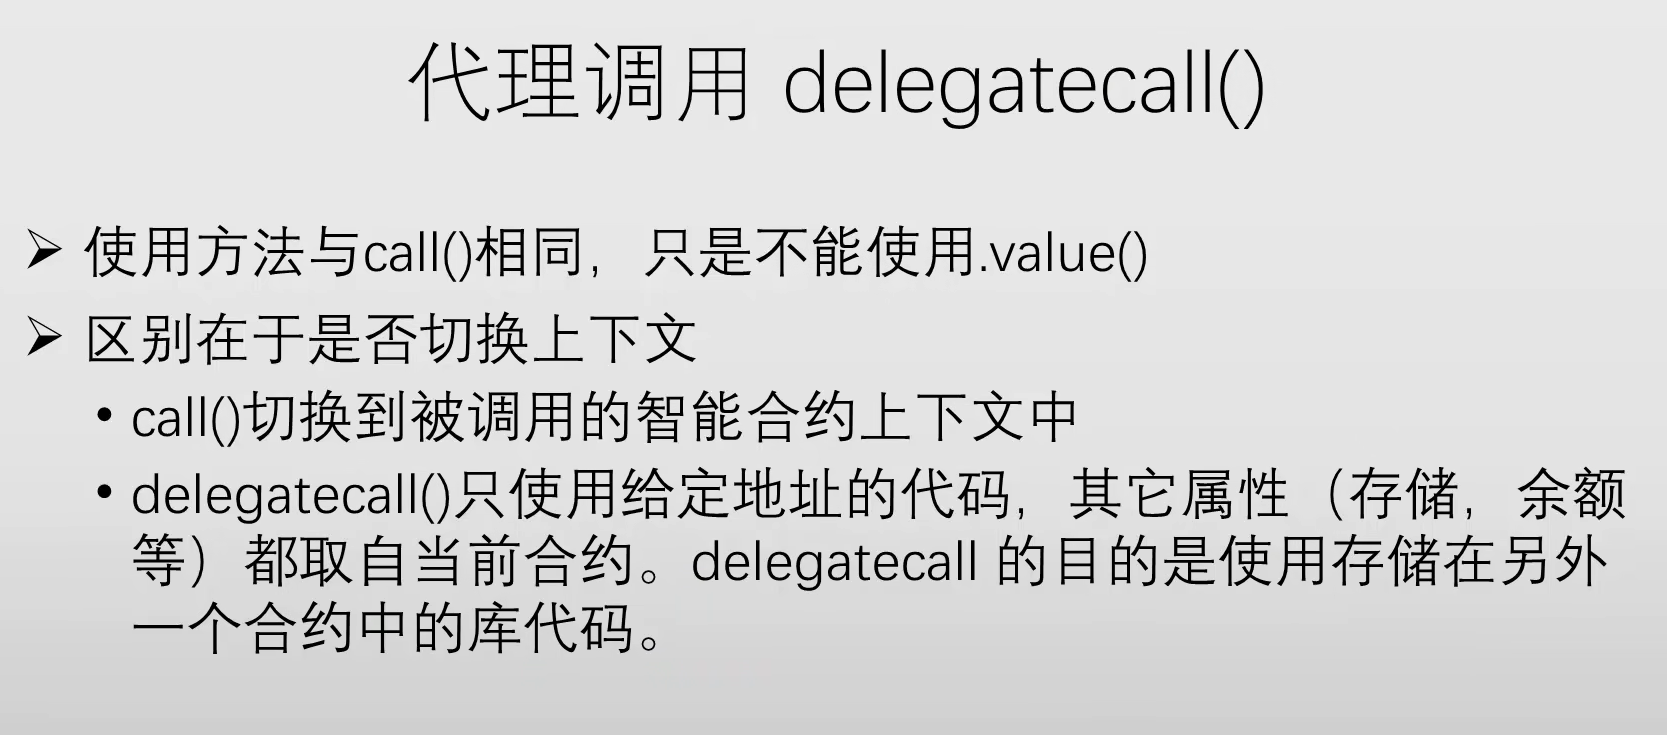 代理调用 delegatecall()
➢ 使用方法与call()相同，只是不能使用.value()
➢ 区别在于是否切换上下文
• call()切换到被调用的智能合约上下文中
• delegatecall()只使用给定地址的代码，其它属性（存储，余额
等）都取自当前合约。delegatecall 的目的是使用存储在另外
一个合约中的库代码。